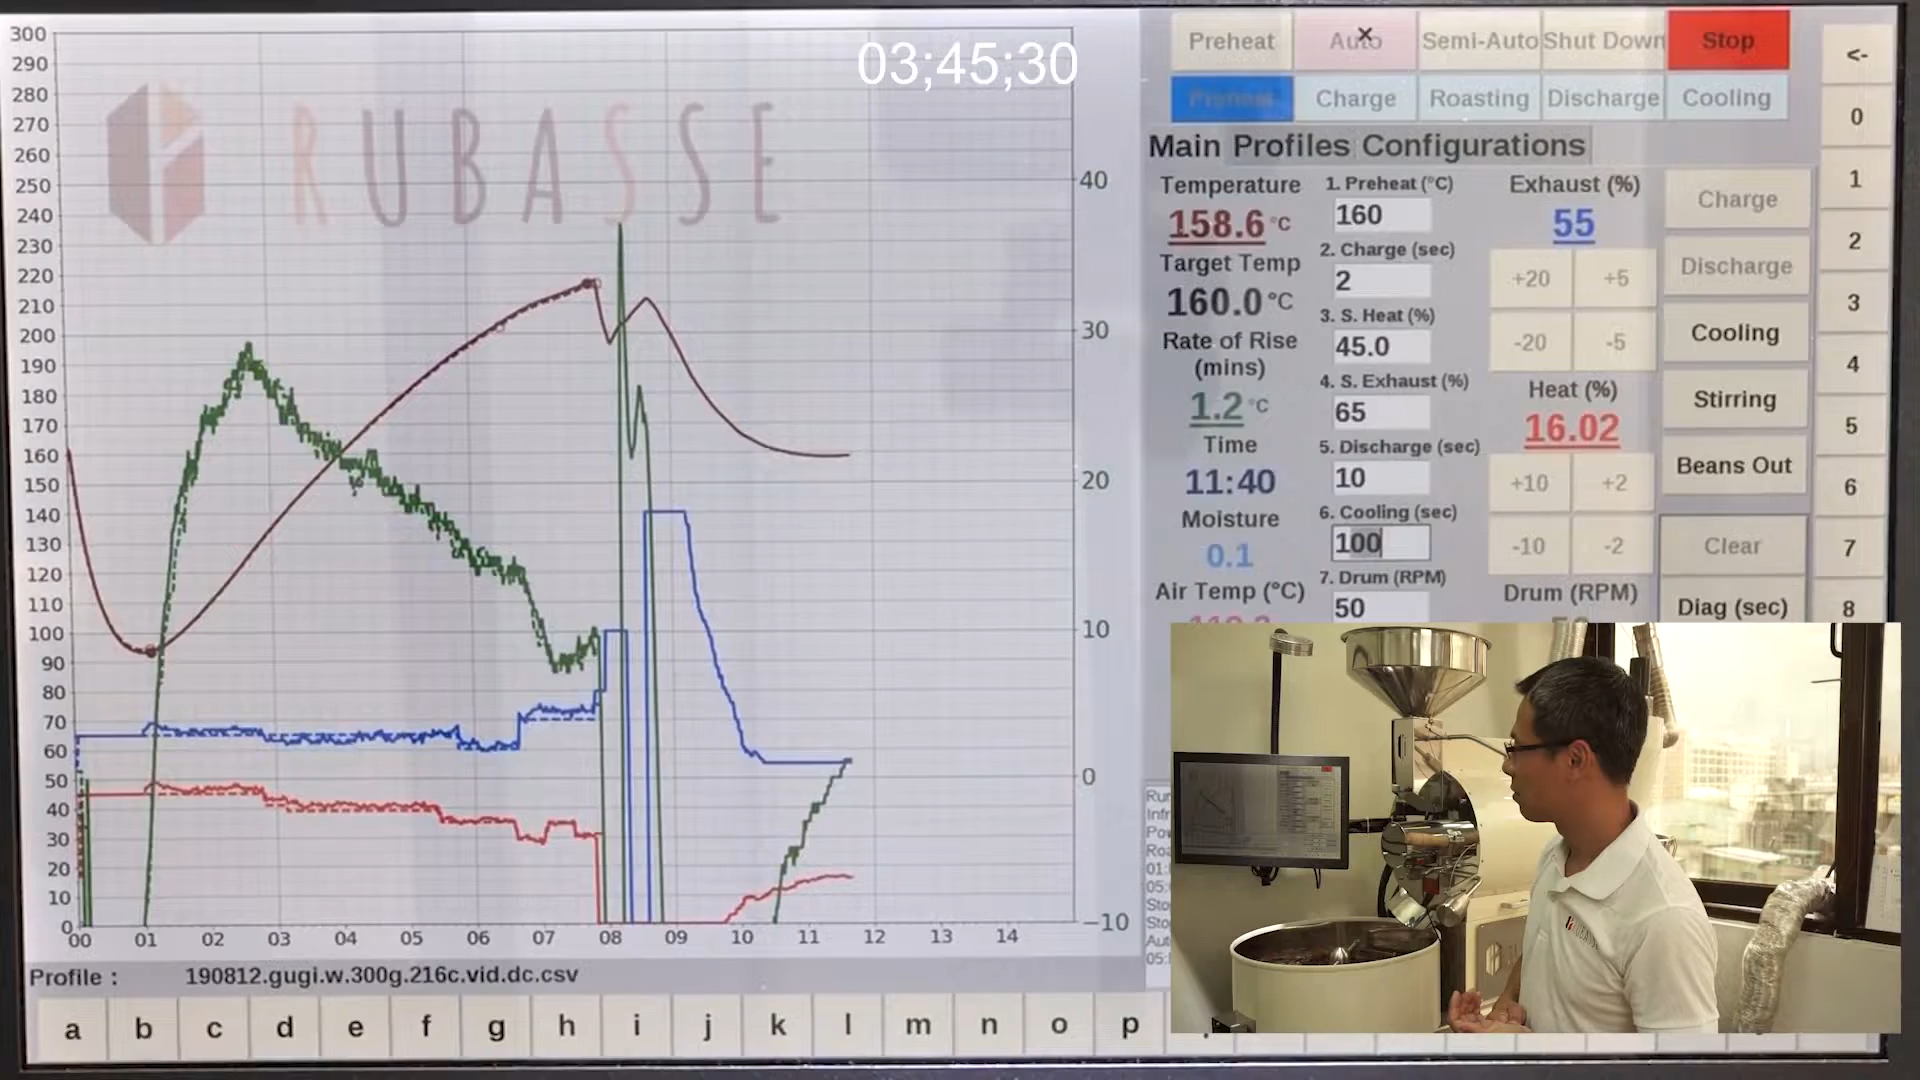 03;45;30
RUBASSE
300
290
280
270
260
250
240
230
220
210
200
190
180
170
160
150
140
130
120
110
100
90
80
70
60
50
40
30
20
10
0
40
30
20
10
0
−10
00 01 02 03 04 05 06 07 08 09 10 11 12 13 14
Profile : 190812.gugi.w.300g.216c.vid.dc.csv
a b c d e f g h i j k l m n o p
Preheat Auto Semi-Auto Shut Down Stop
Preheat Charge Roasting Discharge Cooling
Main Profiles Configurations
Temperature
158.6 °C
Target Temp
160.0 °C
Rate of Rise
(mins)
1.2 °C
Time
11:40
Moisture
0.1
Air Temp (°C)
1. Preheat (°C)
160
2. Charge (sec)
2
3. S. Heat (%)
45.0
4. S. Exhaust (%)
65
5. Discharge (sec)
10
6. Cooling (sec)
100
7. Drum (RPM)
50
Exhaust (%)
55
+20 +5
-20 -5
Heat (%)
16.02
+10 +2
-10 -2
Drum (RPM)
Charge
Discharge
Cooling
Stirring
Beans Out
Clear
Diag (sec)
<-
0
1
2
3
4
5
6
7
8
RUBASSE